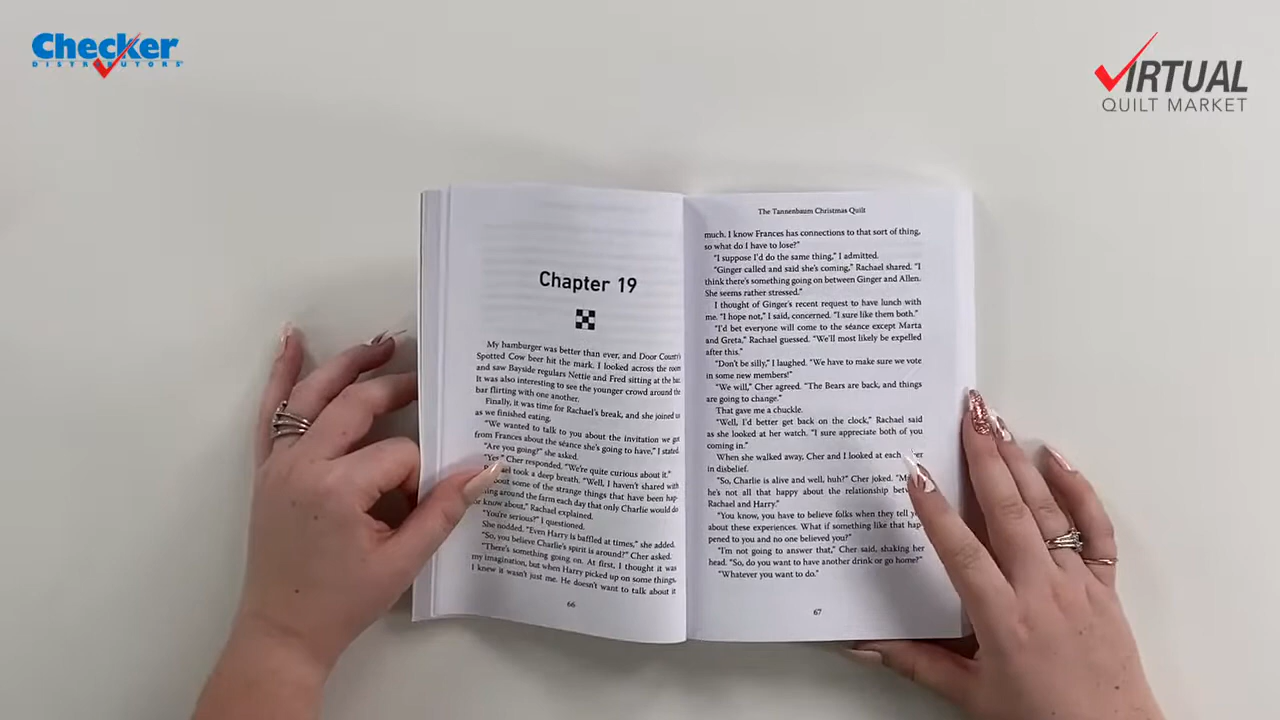 Checker
DISTRIBUTORS
VIRTUAL
QUILT MARKET
Chapter 19
My hamburger was better than ever, and Door County
Spotted Cow beer hit the mark. I looked across the room
and saw Bayside regulars Nettie and Fred sitting at the bar.
It was also interesting to see the younger crowd around the
bar flirting with one another.
Finally, it was time for Rachael's break, and she joined us
as we finished eating.
"We wanted to talk to you about the invitation we got
from Frances about the séance she's going to have," I stated.
"Are you going?" she asked.
"Yes," Cher responded. "We're quite curious about it."
took a deep breath. "Well, I haven't shared with
about some of the strange things that have been hap
around the farm each day that only Charlie would do
know about," Rachael explained.
"You're serious?" I questioned.
She nodded. "Even Harry is baffled at times," she added.
"So, you believe Charlie's spirit is around?" Cher asked.
"There's something going on. At first, I thought it was
my imagination, but when Harry picked up on some things,
I knew it wasn't just me. He doesn't want to talk about it
66
The Tannenbaum Christmas Quilt
much. I know Frances has connections to that sort of thing,
so what do I have to lose?"
"I suppose I'd do the same thing," I admitted.
"Ginger called and said she's coming," Rachael shared. "I
think there's something going on between Ginger and Allen.
She seems rather stressed."
I thought of Ginger's recent request to have lunch with
me. "I hope not," I said, concerned. "I sure like them both."
"I'd bet everyone will come to the séance except Marta
and Greta," Rachael guessed. "We'll most likely be expelled
after this."
"Don't be silly," I laughed. "We have to make sure we vote
in some new members!"
"We will," Cher agreed. "The Bears are back, and things
are going to change."
That gave me a chuckle.
"Well, I'd better get back on the clock," Rachael said
as she looked at her watch. "I sure appreciate both of you
coming in."
When she walked away, Cher and I looked at each
in disbelief.
"So, Charlie is alive and well, huh?" Cher joked.
he's not all that happy about the relationship
Rachael and Harry."
"You know, you have to believe folks when they tell
about these experiences. What if something like that hap
pened to you and no one believed you?"
"I'm not going to answer that," Cher said, shaking her
head. "So, do you want to have another drink or go home?"
"Whatever you want to do."
67